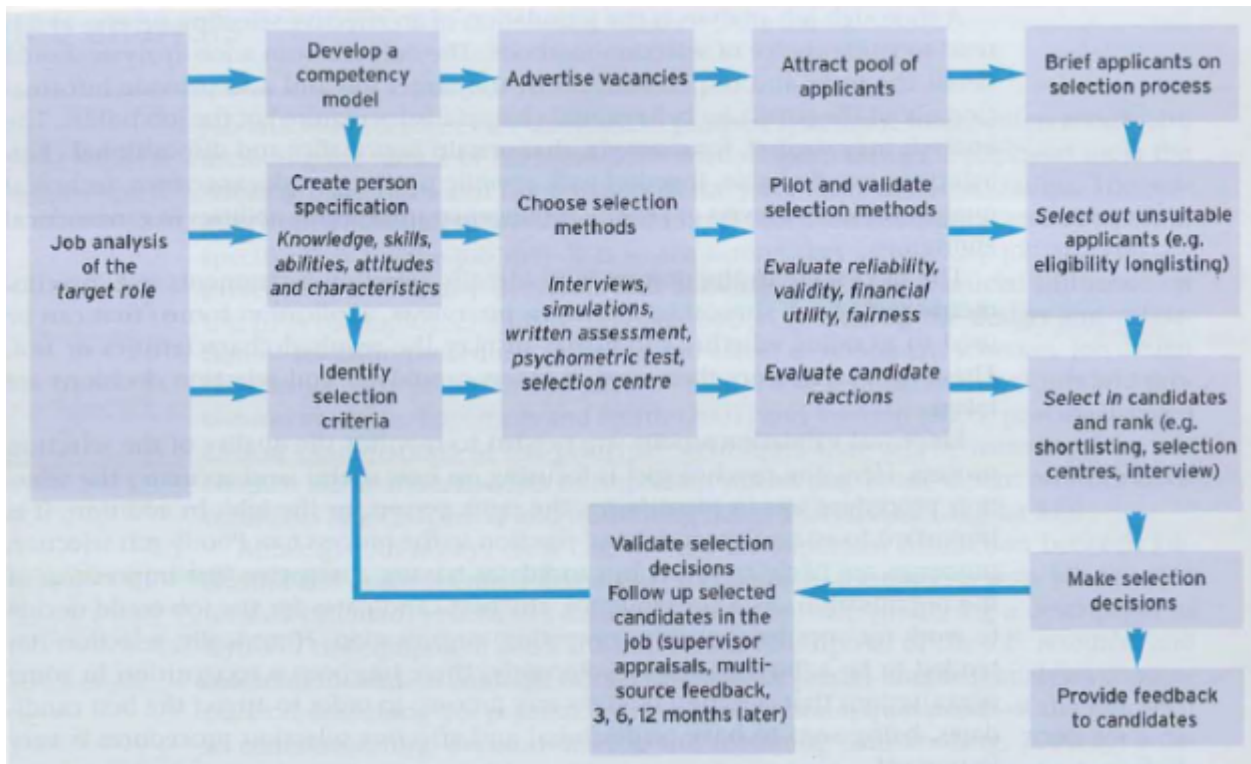 Develop a
competency
model
Advertise vacancies
Attract pool of
applicants
Brief applicants on
selection process
Job analysis
of the
target role
Create person
specification
Knowledge, skills,
abilities, attitudes
and characteristics
Choose selection
methods
Interviews,
simulations,
written assessment,
psychometric test,
selection centre
Pilot and validate
selection methods
Evaluate reliability,
validity, financial
utility, fairness
Evaluate candidate
reactions
Select out unsuitable
applicants (e.g.
eligibility longlisting)
Identify
selection
criteria
Select in candidates
and rank (e.g.
shortlisting, selection
centres, interview)
Validate selection
decisions
Follow up selected
candidates in the
job (supervisor
appraisals, multi-
source feedback,
3, 6, 12 months later)
Make selection
decisions
Provide feedback
to candidates